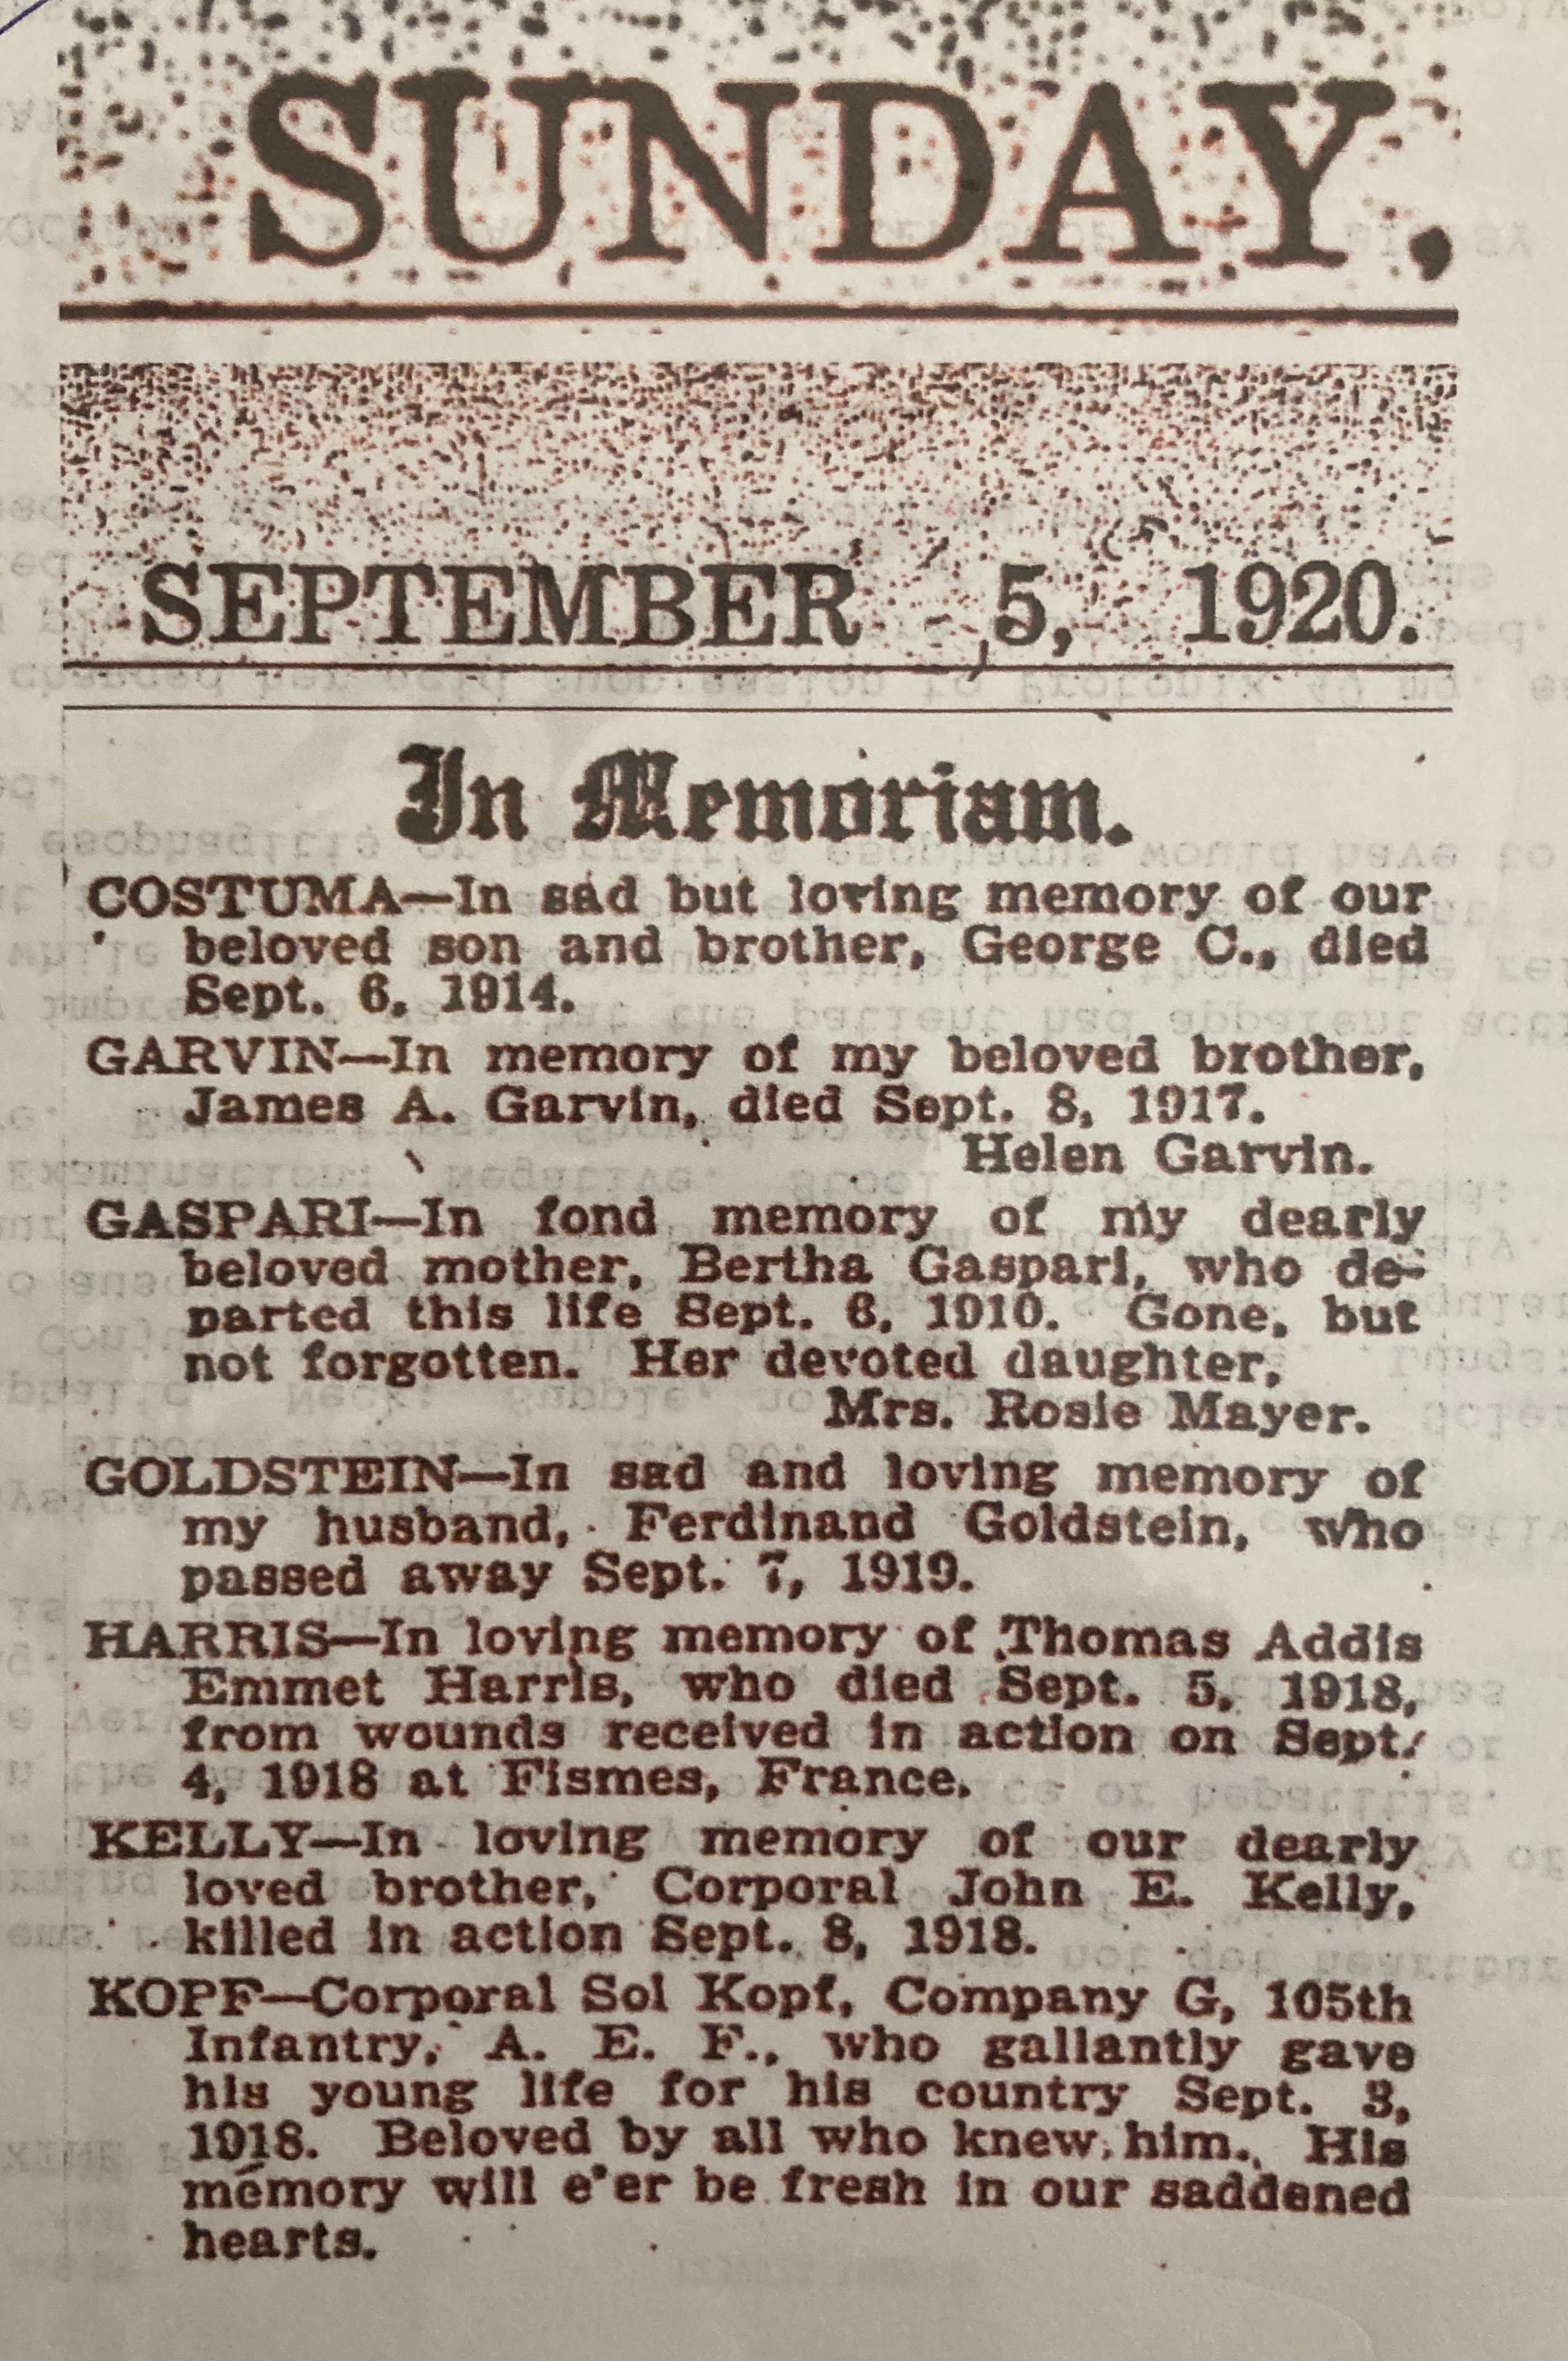 SUNDAY,
SEPTEMBER 5, 1920.
In Memoriam.
COSTUMA—In sad but loving memory of our
beloved son and brother, George C., died
Sept. 6, 1914.
GARVIN—In memory of my beloved brother,
James A. Garvin, died Sept. 8, 1917.
Helen Garvin.
GASPARI—In fond memory of my dearly
beloved mother, Bertha Gaspari, who de-
parted this life Sept. 6, 1910. Gone, but
not forgotten. Her devoted daughter,
Mrs. Rosie Mayer.
GOLDSTEIN—In sad and loving memory of
my husband, Ferdinand Goldstein, who
passed away Sept. 7, 1919.
HARRIS—In loving memory of Thomas Addis
Emmet Harris, who died Sept. 5, 1918,
from wounds received in action on Sept.
4, 1918 at Fismes, France.
KELLY—In loving memory of our dearly
loved brother, Corporal John E. Kelly,
killed in action Sept. 8, 1918.
KOPF—Corporal Sol Kopf, Company G, 105th
Infantry, A. E. F., who gallantly gave
his young life for his country Sept. 3,
1918. Beloved by all who knew him. His
memory will e'er be fresh in our saddened
hearts.